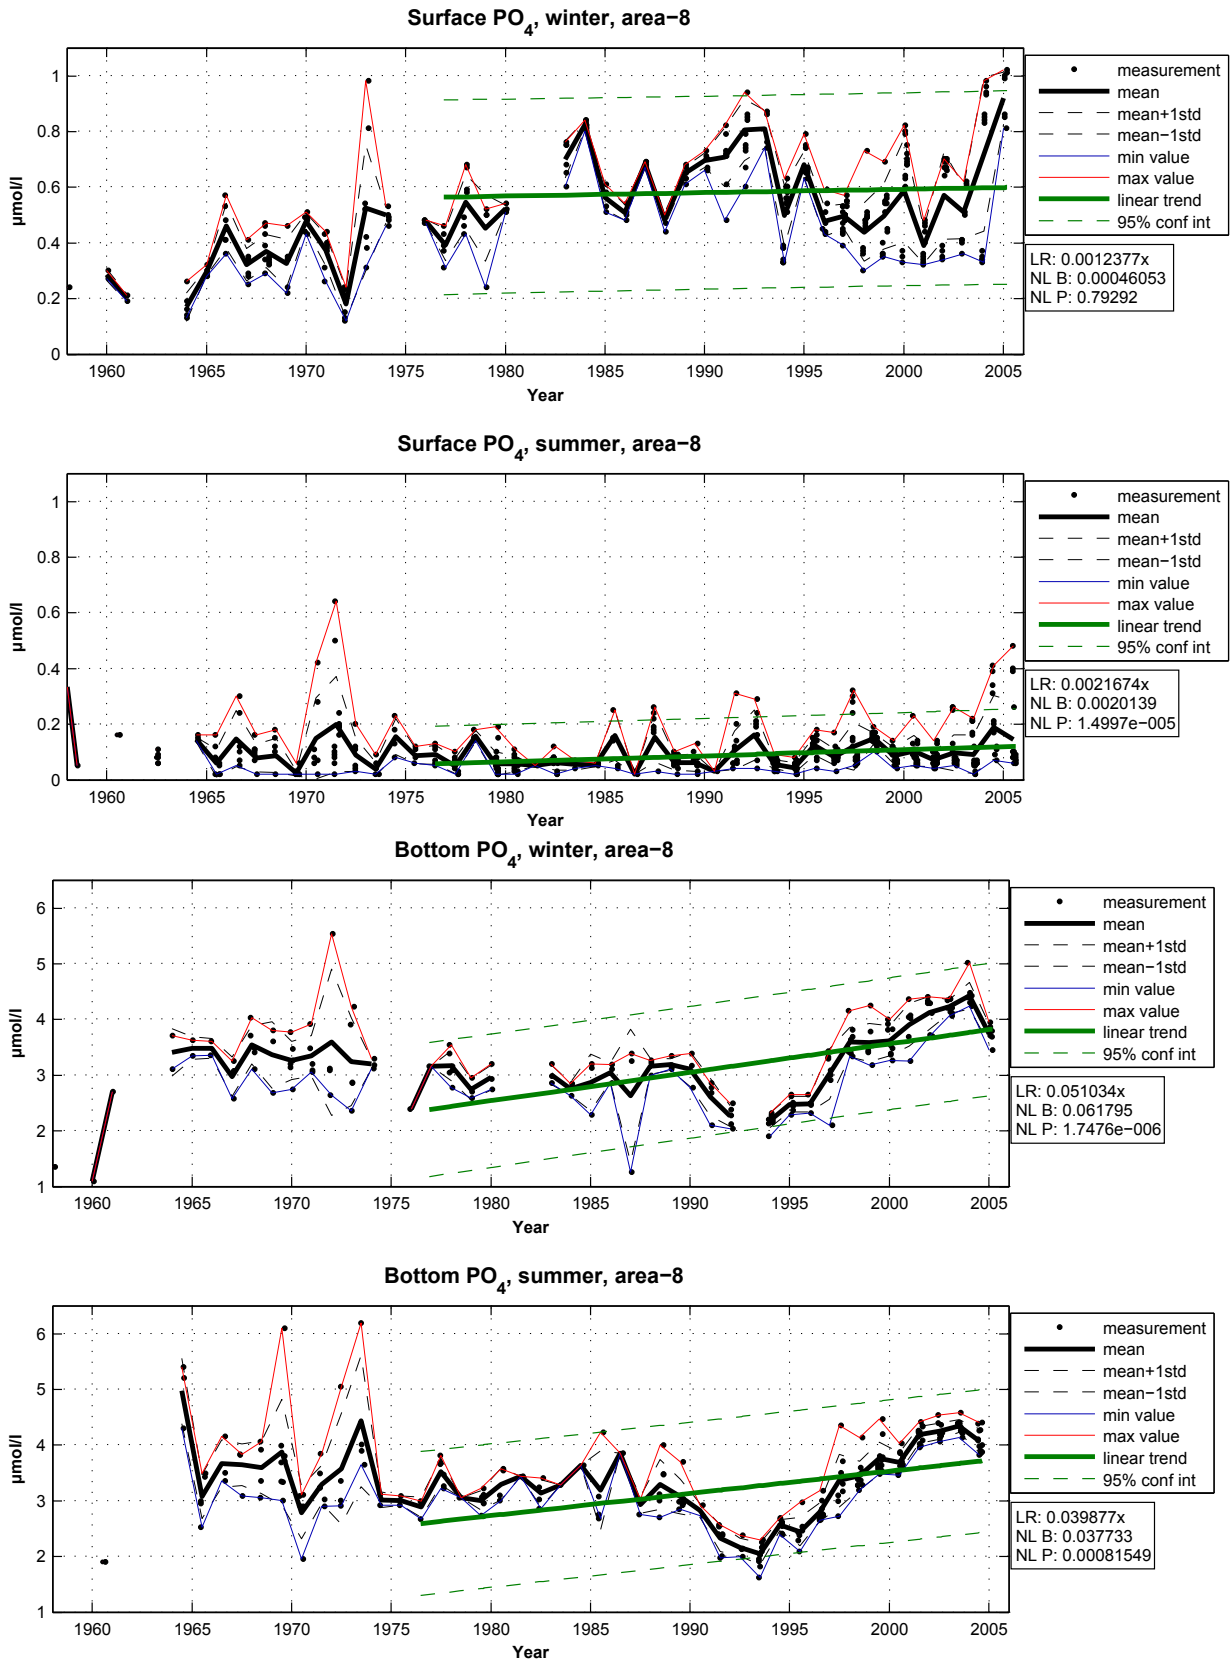 Surface PO4, winter, area−8
µmol/l
1
0.8
0.6
0.4
0.2
0
1960 1965 1970 1975 1980 1985 1990 1995 2000 2005
Year
measurement
mean
mean+1std
mean−1std
min value
max value
linear trend
95% conf int
LR: 0.0012377x
NL B: 0.00046053
NL P: 0.79292
Surface PO4, summer, area−8
µmol/l
1
0.8
0.6
0.4
0.2
0
1960 1965 1970 1975 1980 1985 1990 1995 2000 2005
Year
measurement
mean
mean+1std
mean−1std
min value
max value
linear trend
95% conf int
LR: 0.0021674x
NL B: 0.0020139
NL P: 1.4997e−005
Bottom PO4, winter, area−8
µmol/l
6
5
4
3
2
1
1960 1965 1970 1975 1980 1985 1990 1995 2000 2005
Year
measurement
mean
mean+1std
mean−1std
min value
max value
linear trend
95% conf int
LR: 0.051034x
NL B: 0.061795
NL P: 1.7476e−006
Bottom PO4, summer, area−8
µmol/l
6
5
4
3
2
1
1960 1965 1970 1975 1980 1985 1990 1995 2000 2005
Year
measurement
mean
mean+1std
mean−1std
min value
max value
linear trend
95% conf int
LR: 0.039877x
NL B: 0.037733
NL P: 0.00081549